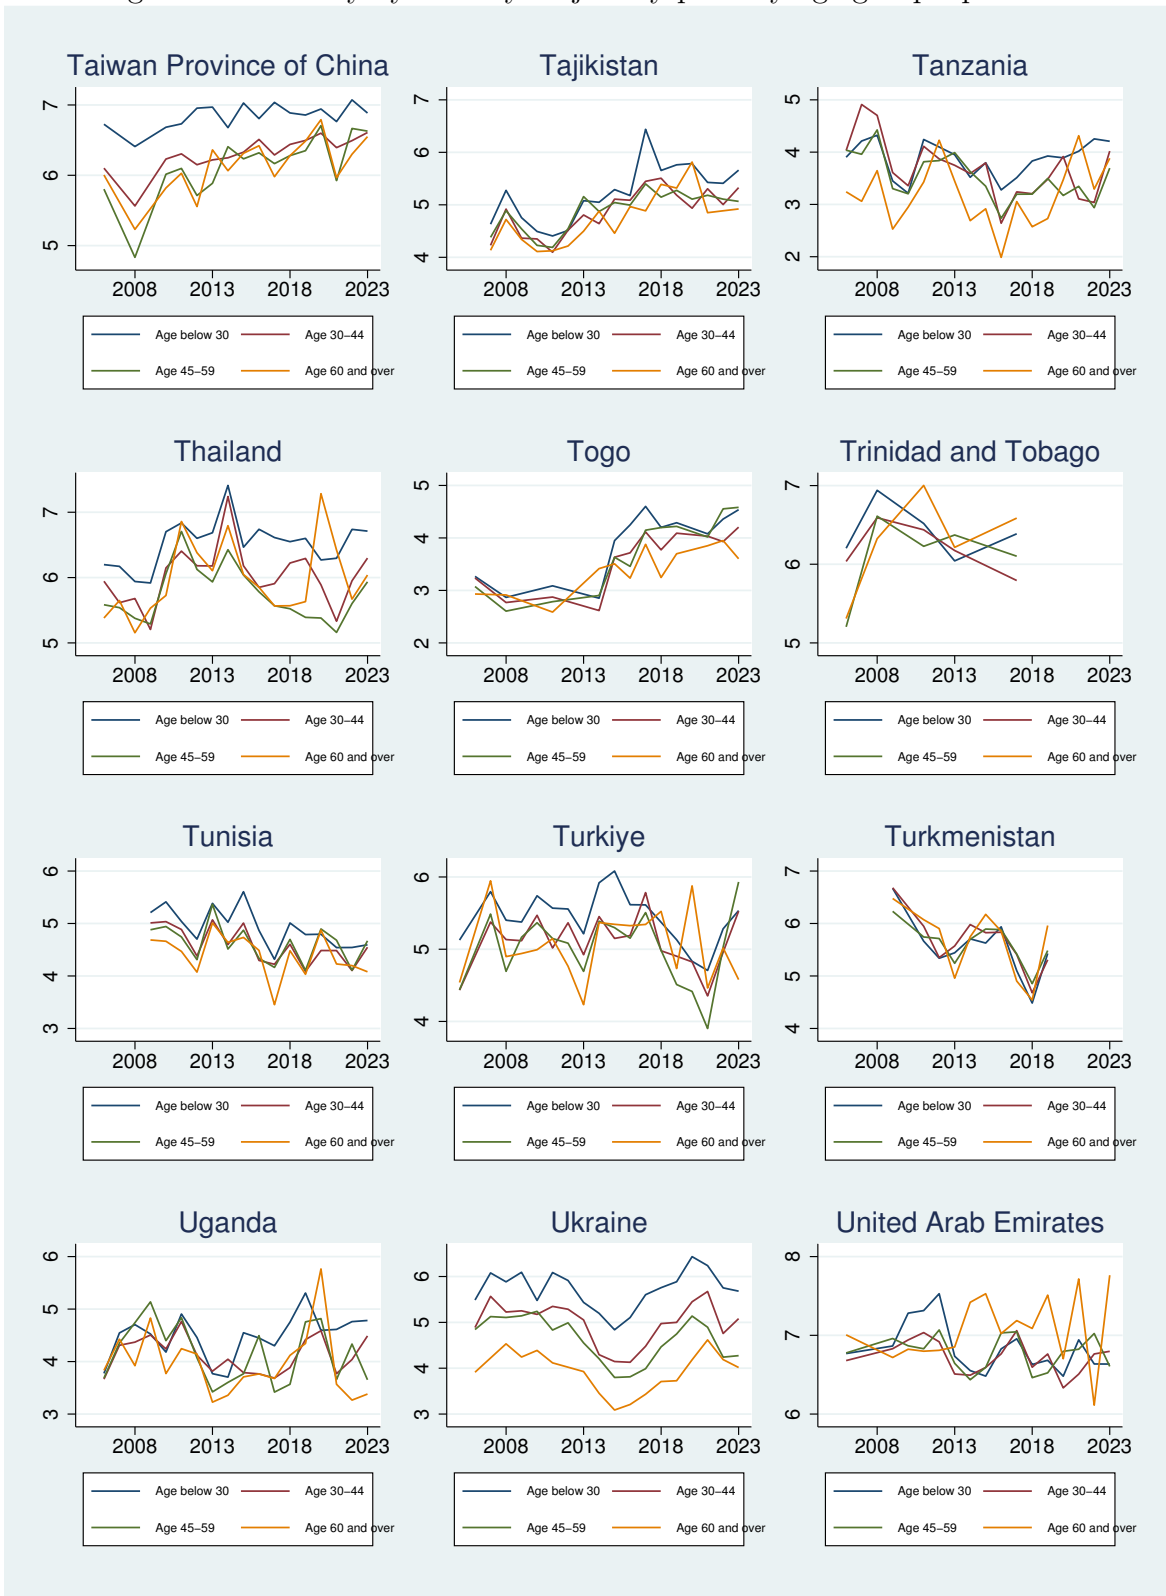 Taiwan Province of China Tajikistan Tanzania
7 7 5
6 6 4
5 5 3
4 2
2008 2013 2018 2023 2008 2013 2018 2023 2008 2013 2018 2023
Age below 30 Age 30–44 Age below 30 Age 30–44 Age below 30 Age 30–44
Age 45–59 Age 60 and over Age 45–59 Age 60 and over Age 45–59 Age 60 and over
Thailand Togo Trinidad and Tobago
7 5 7
6 4 6
5 3 5
2
2008 2013 2018 2023 2008 2013 2018 2023 2008 2013 2018 2023
Age below 30 Age 30–44 Age below 30 Age 30–44 Age below 30 Age 30–44
Age 45–59 Age 60 and over Age 45–59 Age 60 and over Age 45–59 Age 60 and over
Tunisia Turkiye Turkmenistan
6 6 7
5 5 6
4 4 5
3 4
2008 2013 2018 2023 2008 2013 2018 2023 2008 2013 2018 2023
Age below 30 Age 30–44 Age below 30 Age 30–44 Age below 30 Age 30–44
Age 45–59 Age 60 and over Age 45–59 Age 60 and over Age 45–59 Age 60 and over
Uganda Ukraine United Arab Emirates
6 6 8
5 5 7
4 4 6
3 3
2008 2013 2018 2023 2008 2013 2018 2023 2008 2013 2018 2023
Age below 30 Age 30–44 Age below 30 Age 30–44 Age below 30 Age 30–44
Age 45–59 Age 60 and over Age 45–59 Age 60 and over Age 45–59 Age 60 and over